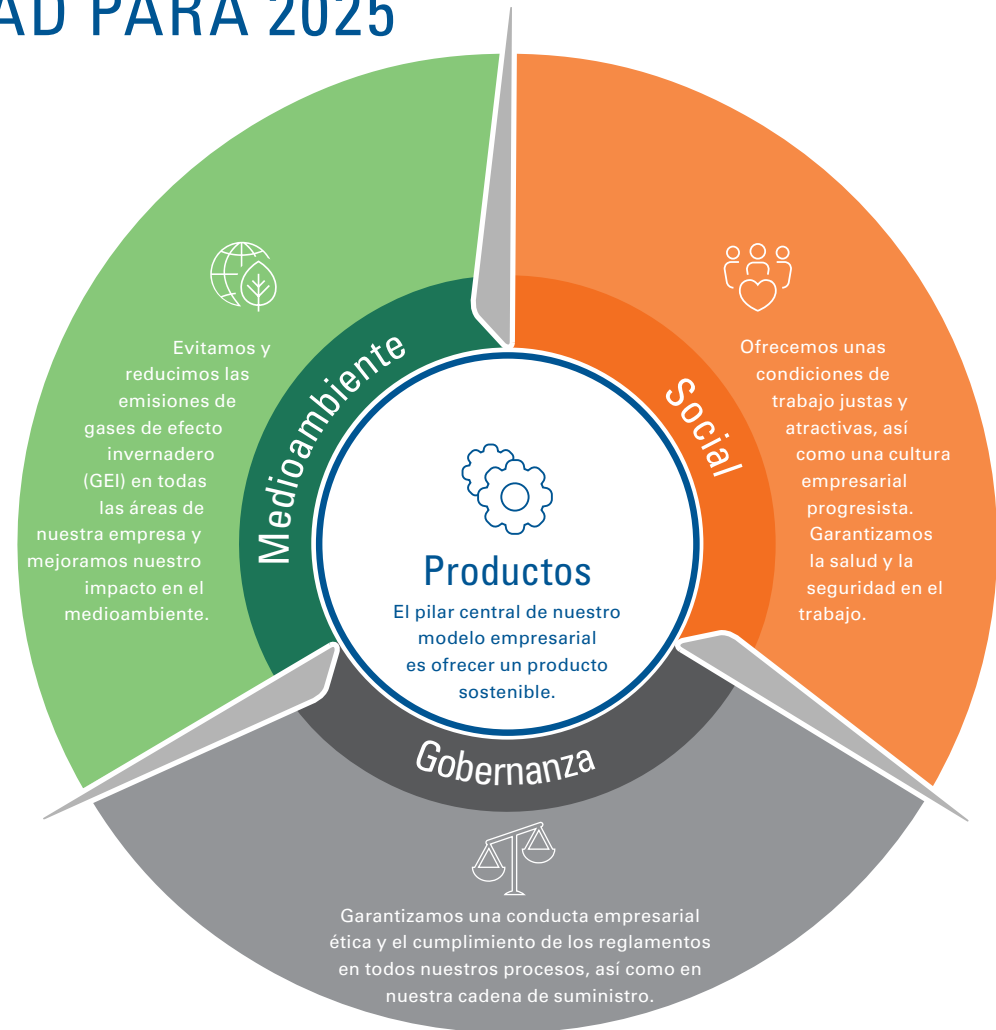 AD PARA 2025
Medioambiente
Evitamos y
reducimos las
emisiones de
gases de efecto
invernadero
(GEI) en todas
las áreas de
nuestra empresa y
mejoramos nuestro
impacto en el
medioambiente.
Social
Ofrecemos unas
condiciones de
trabajo justas y
atractivas, así
como una cultura
empresarial
progresista.
Garantizamos
la salud y la
seguridad en el
trabajo.
Productos
El pilar central de nuestro
modelo empresarial
es ofrecer un producto
sostenible.
Gobernanza
Garantizamos una conducta empresarial
ética y el cumplimiento de los reglamentos
en todos nuestros procesos, así como en
nuestra cadena de suministro.